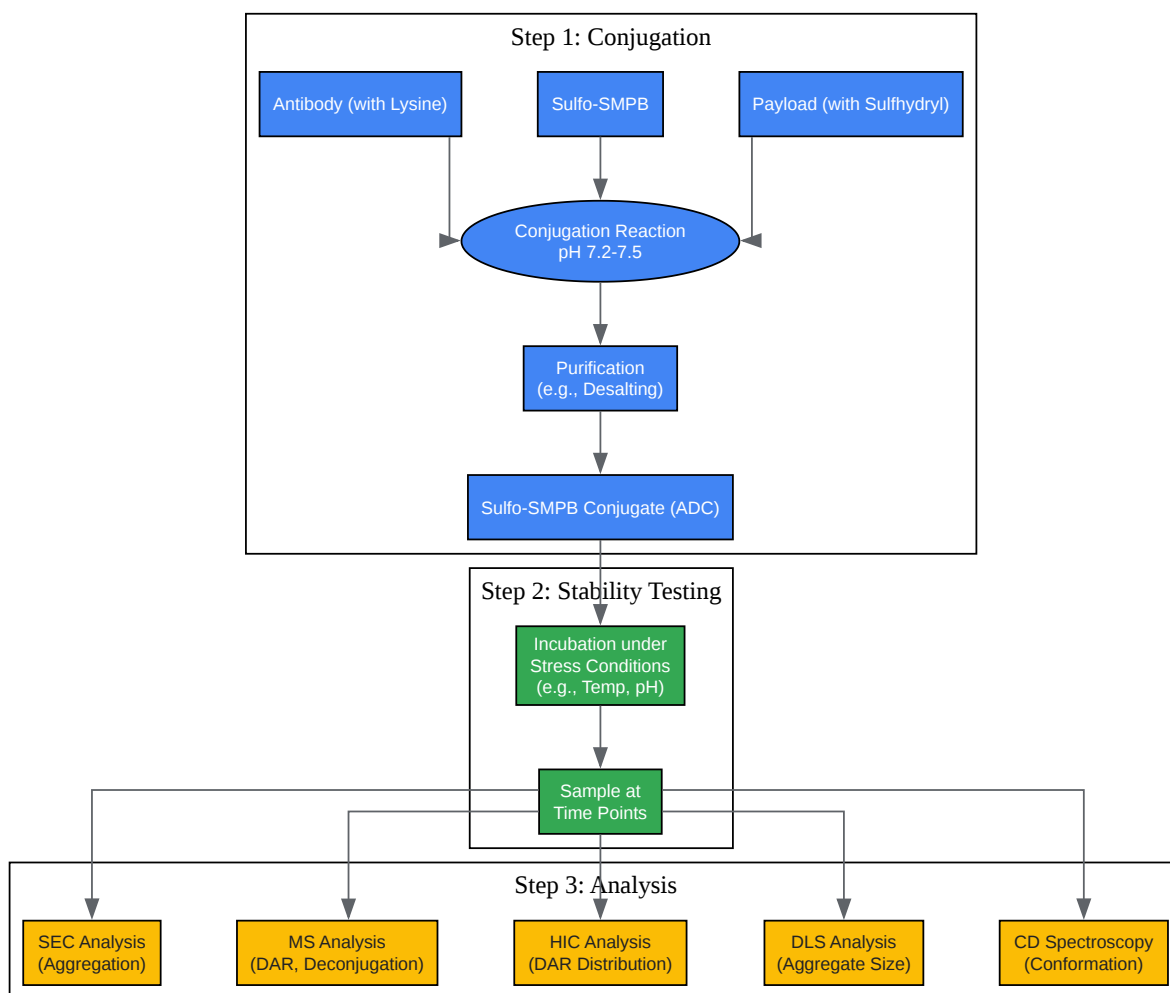 Step 1: Conjugation
Antibody (with Lysine)
Sulfo-SMPB
Payload (with Sulfhydryl)
Conjugation Reaction
pH 7.2-7.5
Purification
(e.g., Desalting)
Sulfo-SMPB Conjugate (ADC)
Step 2: Stability Testing
Incubation under
Stress Conditions
(e.g., Temp, pH)
Sample at
Time Points
Step 3: Analysis
SEC Analysis
(Aggregation)
MS Analysis
(DAR, Deconjugation)
HIC Analysis
(DAR Distribution)
DLS Analysis
(Aggregate Size)
CD Spectroscopy
(Conformation)